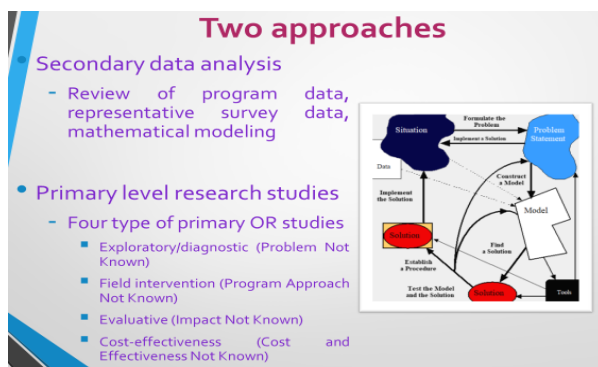 Two approaches
Secondary data analysis
- Review of program data,
representative survey data,
mathematical modeling
Primary level research studies
- Four type of primary OR studies
Exploratory/diagnostic (Problem Not
Known)
Field intervention (Program Approach
Not Known)
Evaluative (Impact Not Known)
Cost-effectiveness (Cost and
Effectiveness Not Known)
Formulate the
Problem
Situation
Implement a Solution
Problem
Statement
Data
Construct
a Model
Implement
the Solution
Model
Solution
Find
a Solution
Establish
a Procedure
Test the Model
and the Solution
Solution
Tools